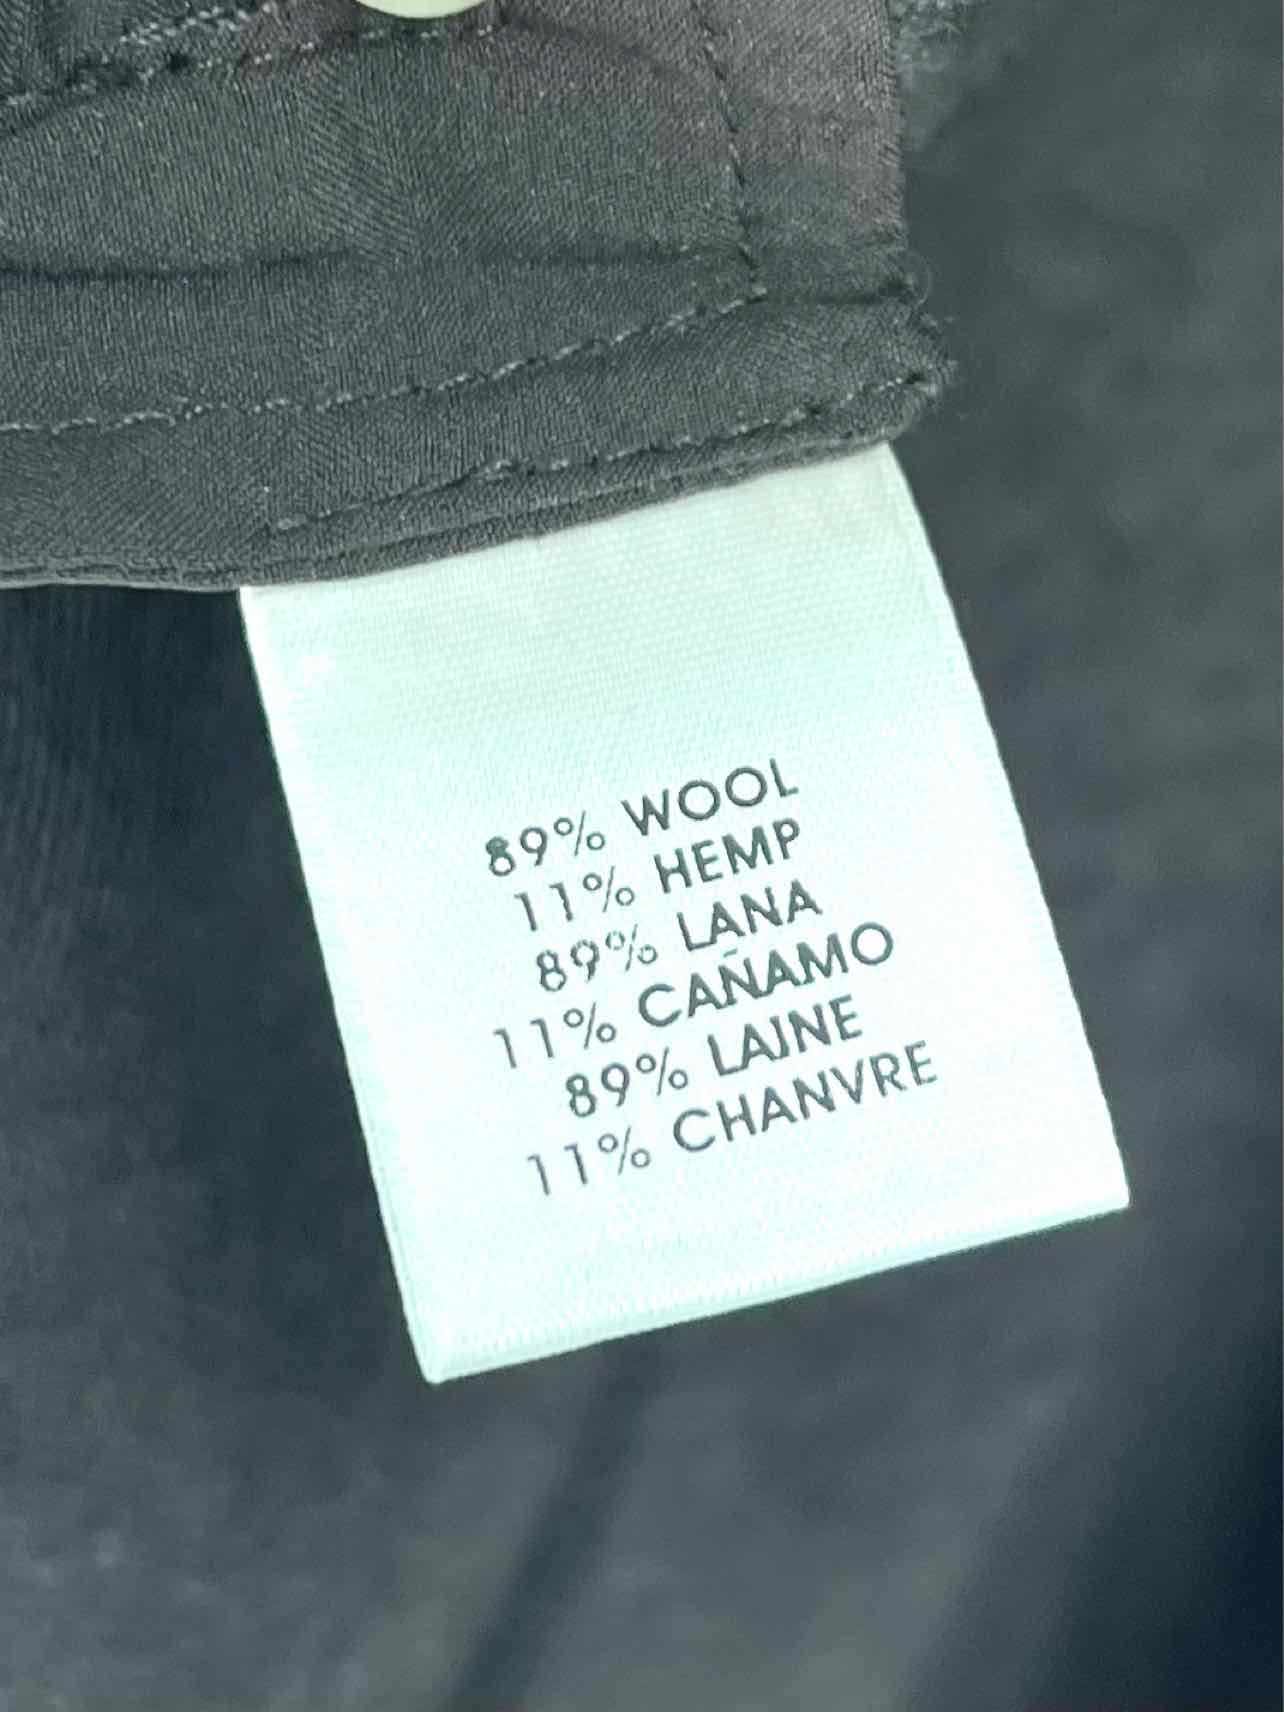 89% WOOL
11% HEMP
89% LANA
11% CAÑAMO
89% LAINE
11% CHANVRE